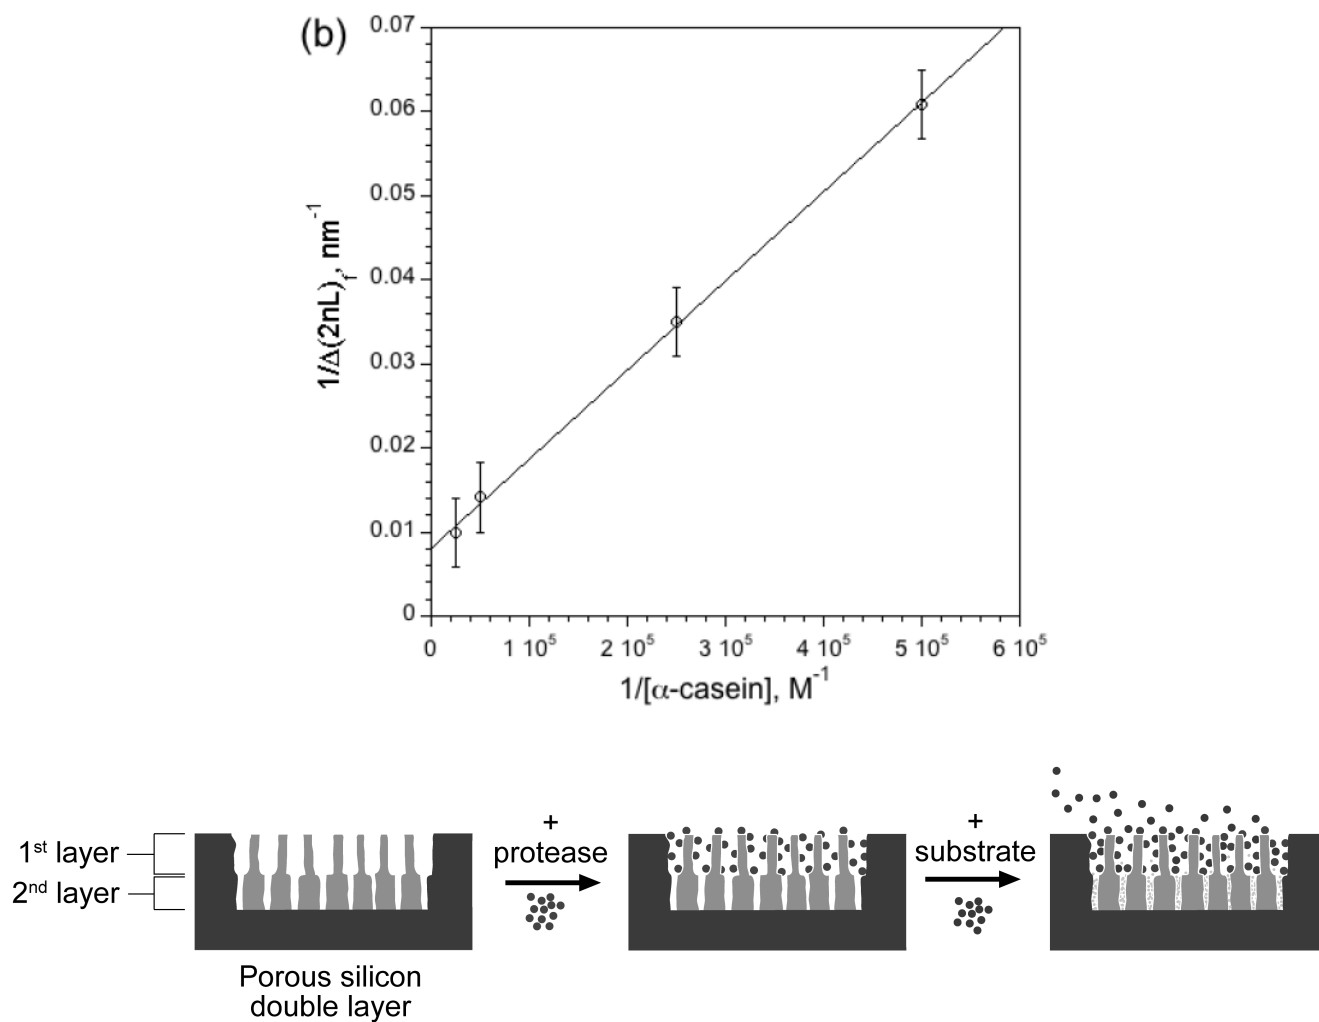 (b)
0.07
0.06
0.05
0.04
0.03
0.02
0.01
0
1/Δ(2nL)f, nm-1
0 1 10⁵ 2 10⁵ 3 10⁵ 4 10⁵ 5 10⁵ 6 10⁵
1/[α-casein], M-1
1st layer
2nd layer
+
protease
+
substrate
Porous silicon
double layer